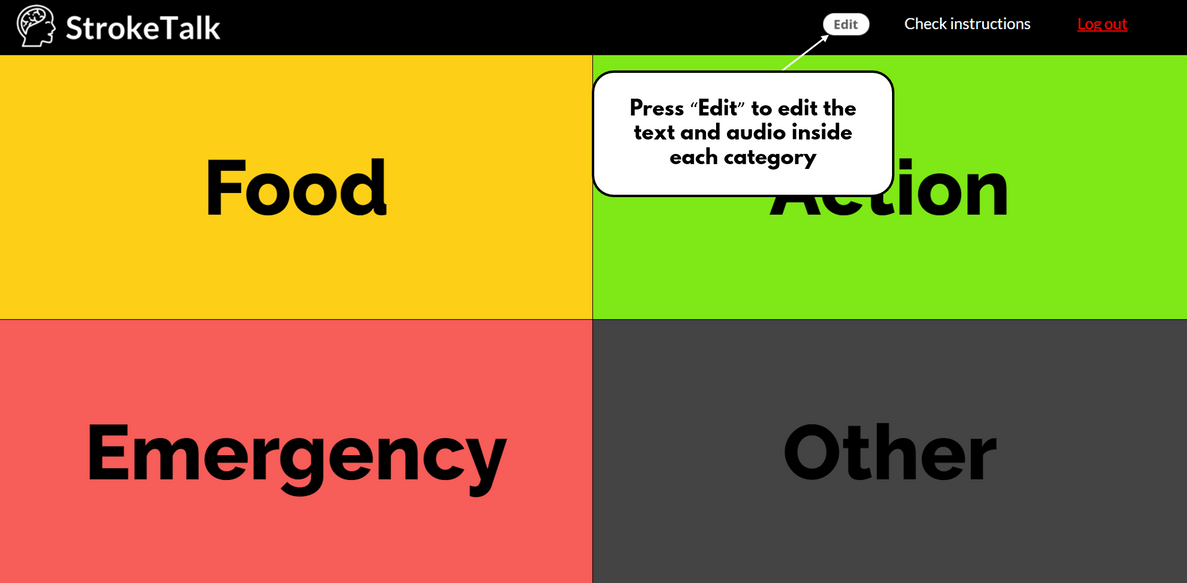 StrokeTalk
Edit
Check instructions
Log out
Press “Edit” to edit the
text and audio inside
each category
Food
Action
Emergency
Other